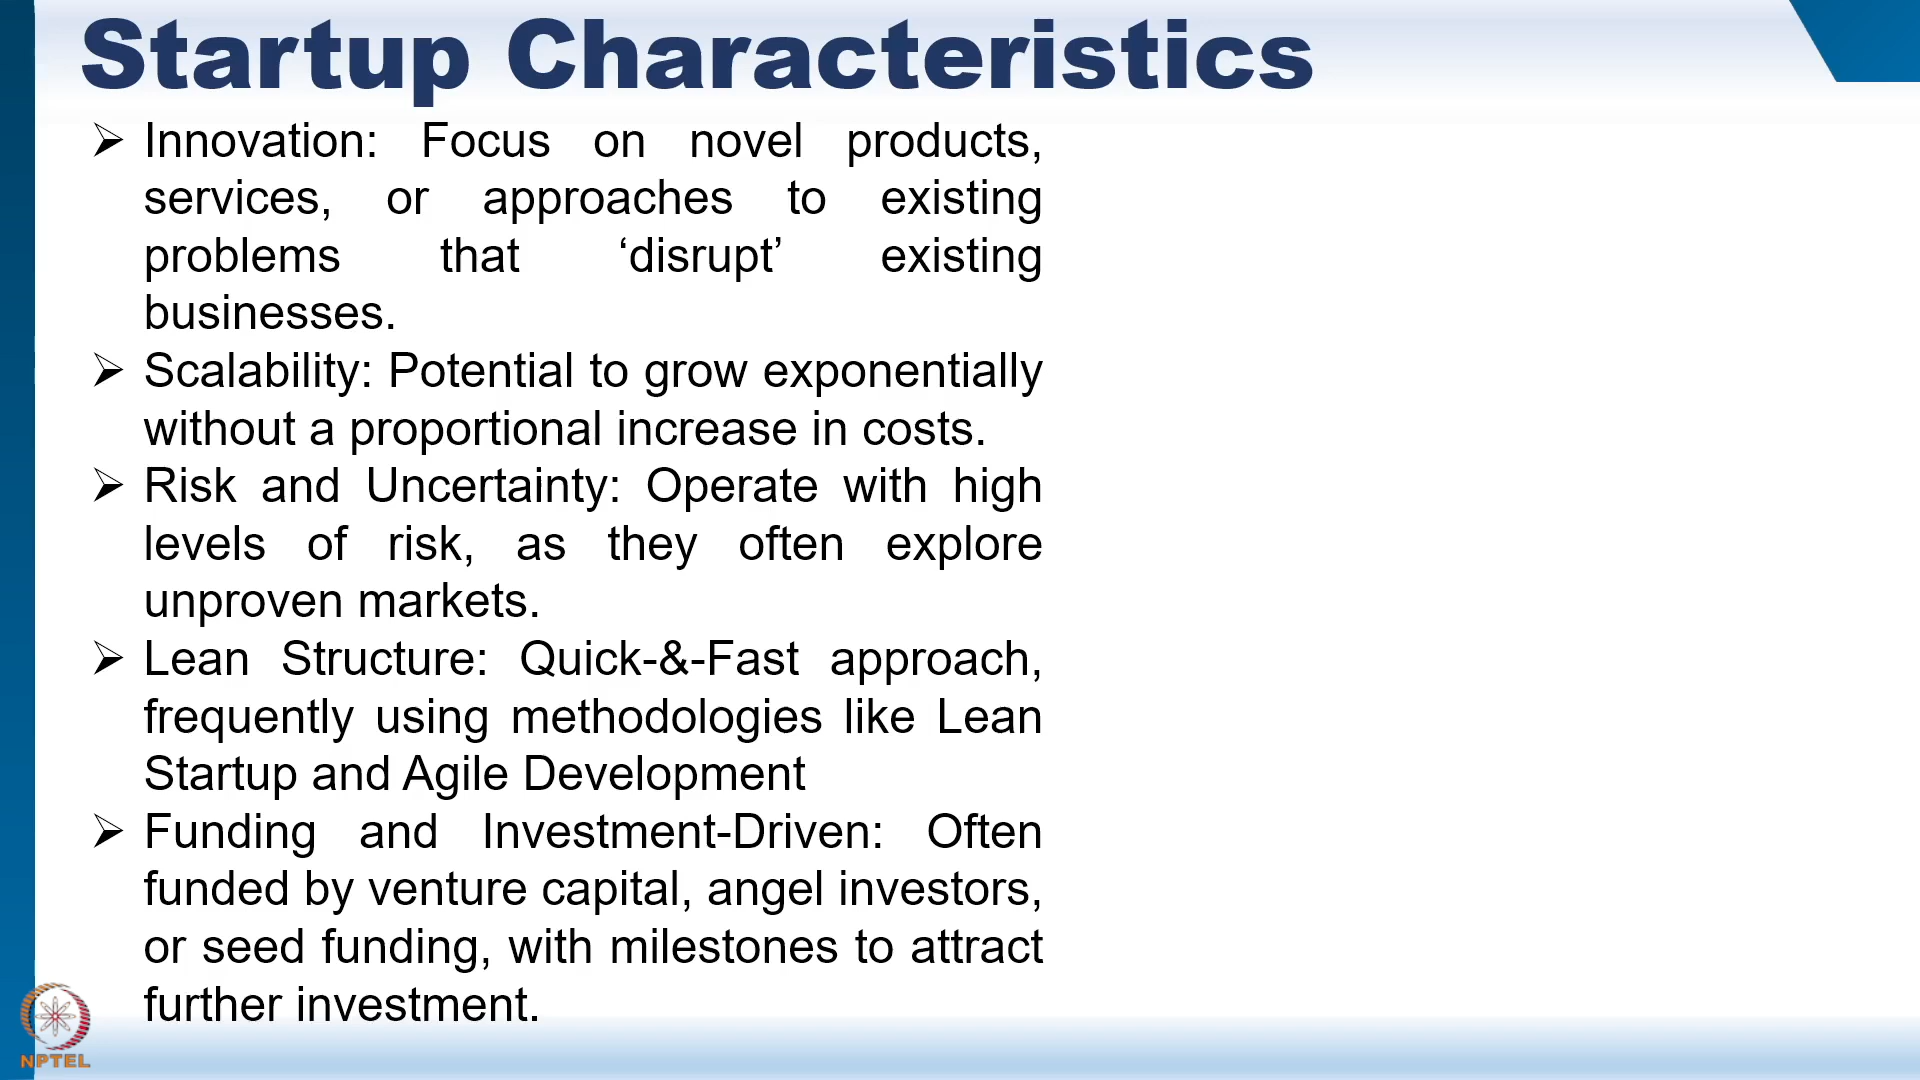 Startup Characteristics
➢ Innovation: Focus on novel products,
services, or approaches to existing
problems that ‘disrupt’ existing
businesses.
➢ Scalability: Potential to grow exponentially
without a proportional increase in costs.
➢ Risk and Uncertainty: Operate with high
levels of risk, as they often explore
unproven markets.
➢ Lean Structure: Quick-&-Fast approach,
frequently using methodologies like Lean
Startup and Agile Development
➢ Funding and Investment-Driven: Often
funded by venture capital, angel investors,
or seed funding, with milestones to attract
further investment.
NPTEL